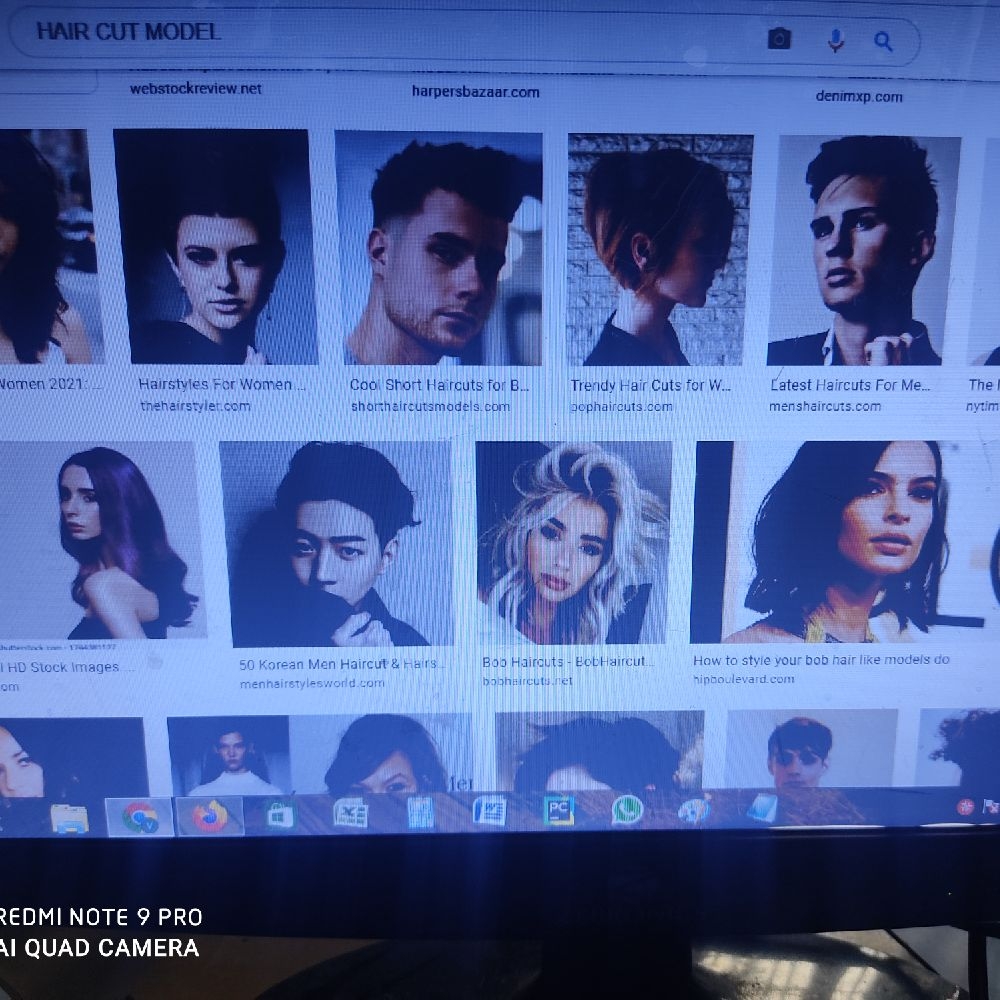 HAIR CUT MODEL
webstockreview.net
harpersbazaar.com
denimxp.com
Women 2021: ...
Hairstyles For Women ...
Cool Short Haircuts for B...
Trendy Hair Cuts for W...
Latest Haircuts For Me...
The
thehairstyler.com
shorthaircutsmodels.com
pophaircuts.com
menshaircuts.com
nytim
HD Stock Images ...
50 Korean Men Haircut & Hairs...
Bob Haircuts - BobHaircut...
How to style your bob hair like models do
om
menhairstylesworld.com
bobhaircuts.net
hipboulevard.com
PC
REDMI NOTE 9 PRO
AI QUAD CAMERA